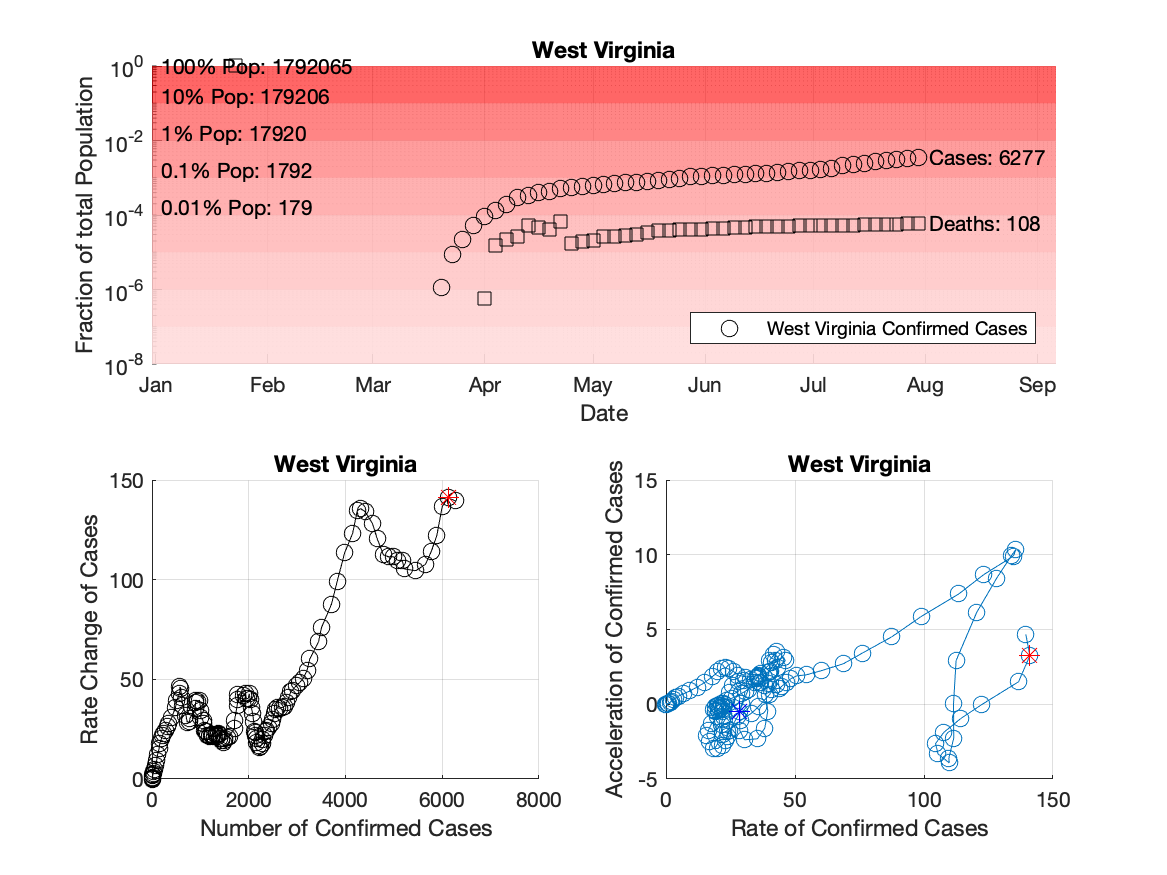 West Virginia
10^0
10^-2
10^-4
10^-6
10^-8
Fraction of total Population
100% Pop: 1792065
10% Pop: 179206
1% Pop: 17920
0.1% Pop: 1792
0.01% Pop: 179
Cases: 6277
Deaths: 108
West Virginia Confirmed Cases
Jan Feb Mar Apr May Jun Jul Aug Sep
Date
West Virginia
150
100
50
0
Rate Change of Cases
0 2000 4000 6000 8000
Number of Confirmed Cases
West Virginia
15
10
5
0
-5
Acceleration of Confirmed Cases
0 50 100 150
Rate of Confirmed Cases